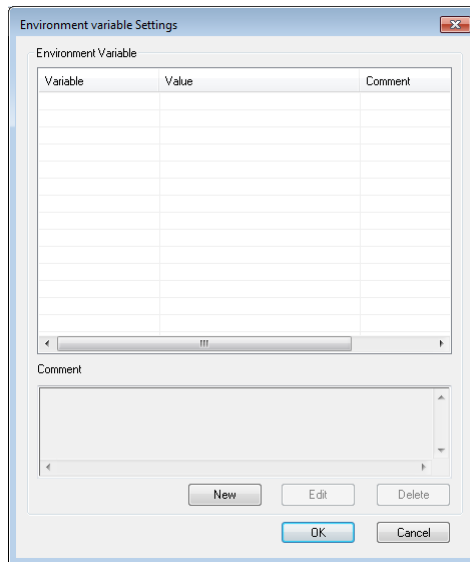 Environment variable Settings
Environment Variable
Variable Value Comment
Comment
New Edit Delete
OK Cancel